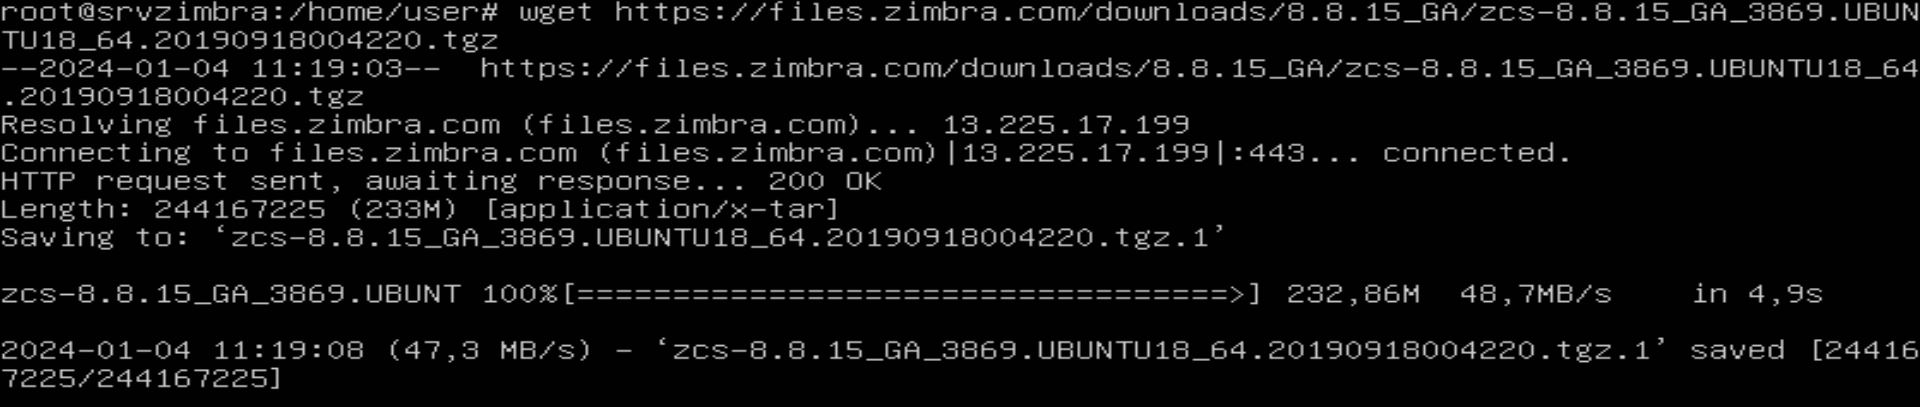 root@srvzimbra:/home/user# wget https://files.zimbra.com/downloads/8.8.15_GA/zcs-8.8.15_GA_3869.UBUN
TU18_64.20190918004220.tgz
--2024-01-04 11:19:03--  https://files.zimbra.com/downloads/8.8.15_GA/zcs-8.8.15_GA_3869.UBUNTU18_64
.20190918004220.tgz
Resolving files.zimbra.com (files.zimbra.com)... 13.225.17.199
Connecting to files.zimbra.com (files.zimbra.com)|13.225.17.199|:443... connected.
HTTP request sent, awaiting response... 200 OK
Length: 244167225 (233M) [application/x-tar]
Saving to: ‘zcs-8.8.15_GA_3869.UBUNTU18_64.20190918004220.tgz.1’
zcs-8.8.15_GA_3869.UBUNT 100%[==================================>] 232,86M  48,7MB/s    in 4,9s
2024-01-04 11:19:08 (47,3 MB/s) - ‘zcs-8.8.15_GA_3869.UBUNTU18_64.20190918004220.tgz.1’ saved [24416
7225/244167225]